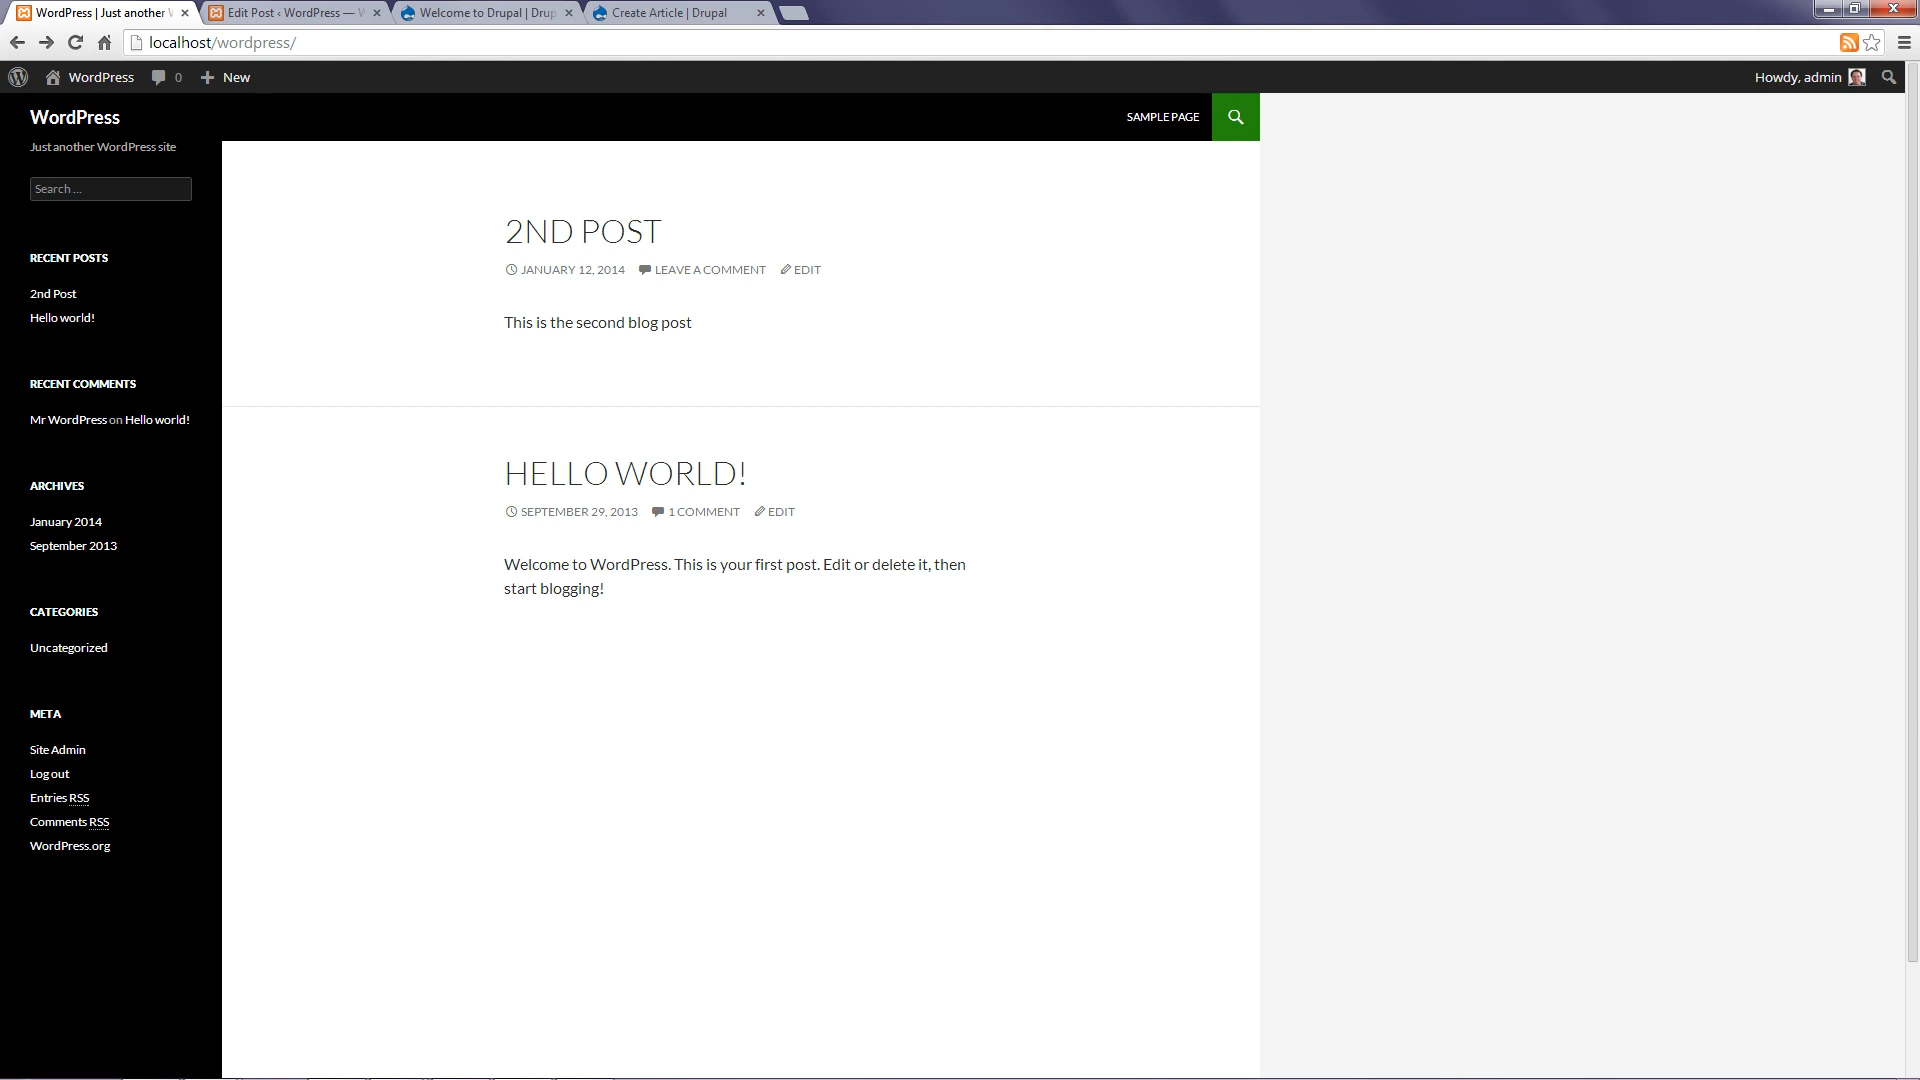 WordPress | Just another
Edit Post ‹ WordPress —
Welcome to Drupal | Drup
Create Article | Drupal
localhost/wordpress/
WordPress
0
New
Howdy, admin
WordPress
SAMPLE PAGE
Just another WordPress site
Search ...
RECENT POSTS
2nd Post
Hello world!
RECENT COMMENTS
Mr WordPress on Hello world!
ARCHIVES
January 2014
September 2013
CATEGORIES
Uncategorized
META
Site Admin
Log out
Entries RSS
Comments RSS
WordPress.org
2ND POST
JANUARY 12, 2014 LEAVE A COMMENT EDIT
This is the second blog post
HELLO WORLD!
SEPTEMBER 29, 2013 1 COMMENT EDIT
Welcome to WordPress. This is your first post. Edit or delete it, then
start blogging!